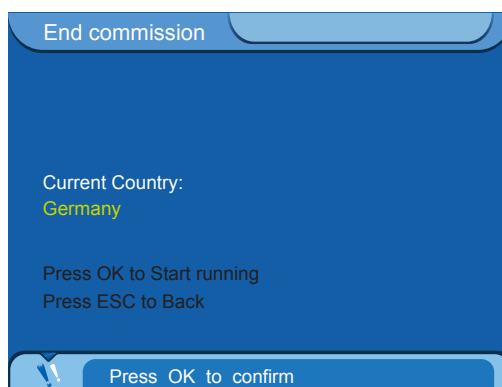 End commission
Current Country:
Germany
Press OK to Start running
Press ESC to Back
Press OK to confirm